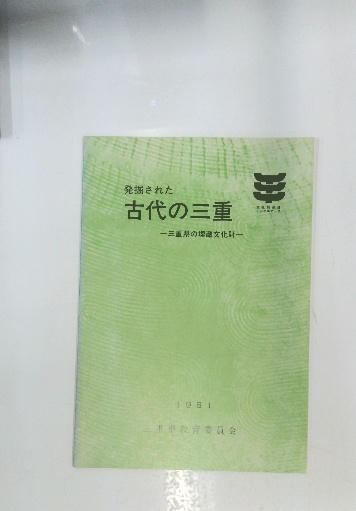 発掘された
古代の三重
―三重県の埋蔵文化財―
1981
三重県教育委員会